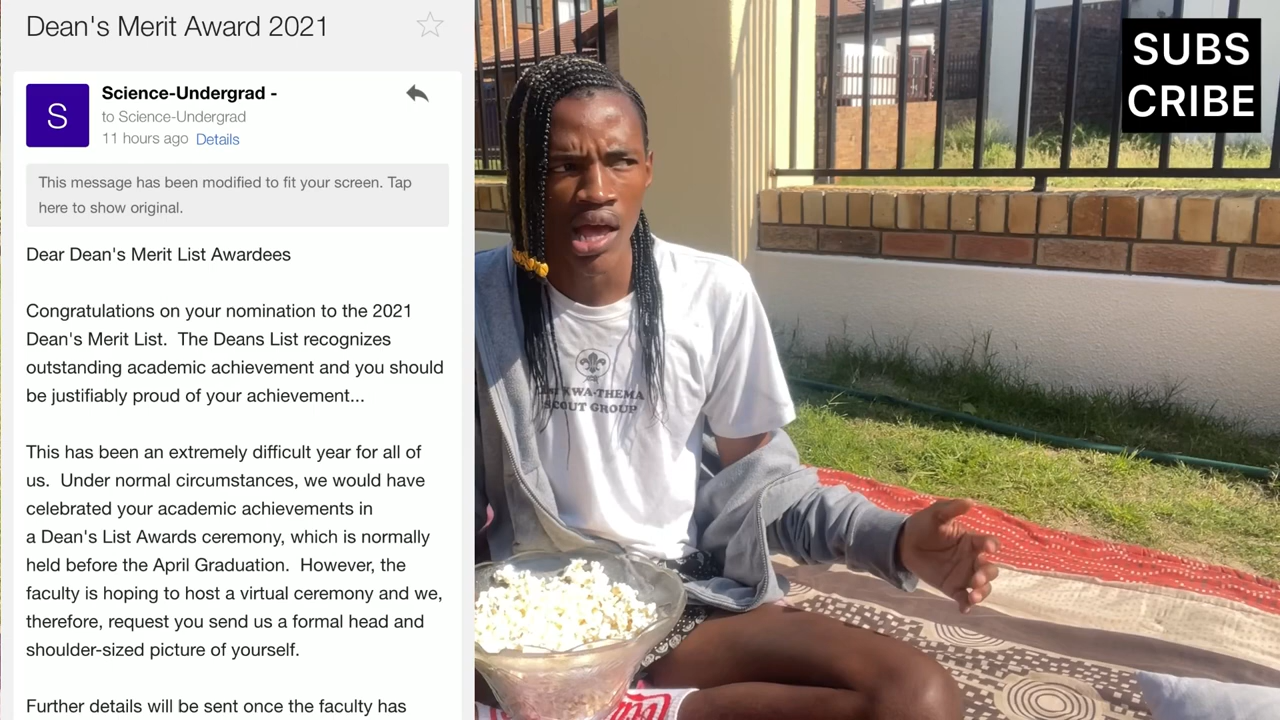 Dean's Merit Award 2021
S
Science-Undergrad -
to Science-Undergrad
11 hours ago Details
This message has been modified to fit your screen. Tap
here to show original.
Dear Dean's Merit List Awardees
Congratulations on your nomination to the 2021
Dean's Merit List.  The Deans List recognizes
outstanding academic achievement and you should
be justifiably proud of your achievement...
This has been an extremely difficult year for all of
us.  Under normal circumstances, we would have
celebrated your academic achievements in
a Dean's List Awards ceremony, which is normally
held before the April Graduation.  However, the
faculty is hoping to host a virtual ceremony and we,
therefore, request you send us a formal head and
shoulder-sized picture of yourself.
Further details will be sent once the faculty has
KWA-THEMA
SCOUT GROUP
SUBS
CRIBE